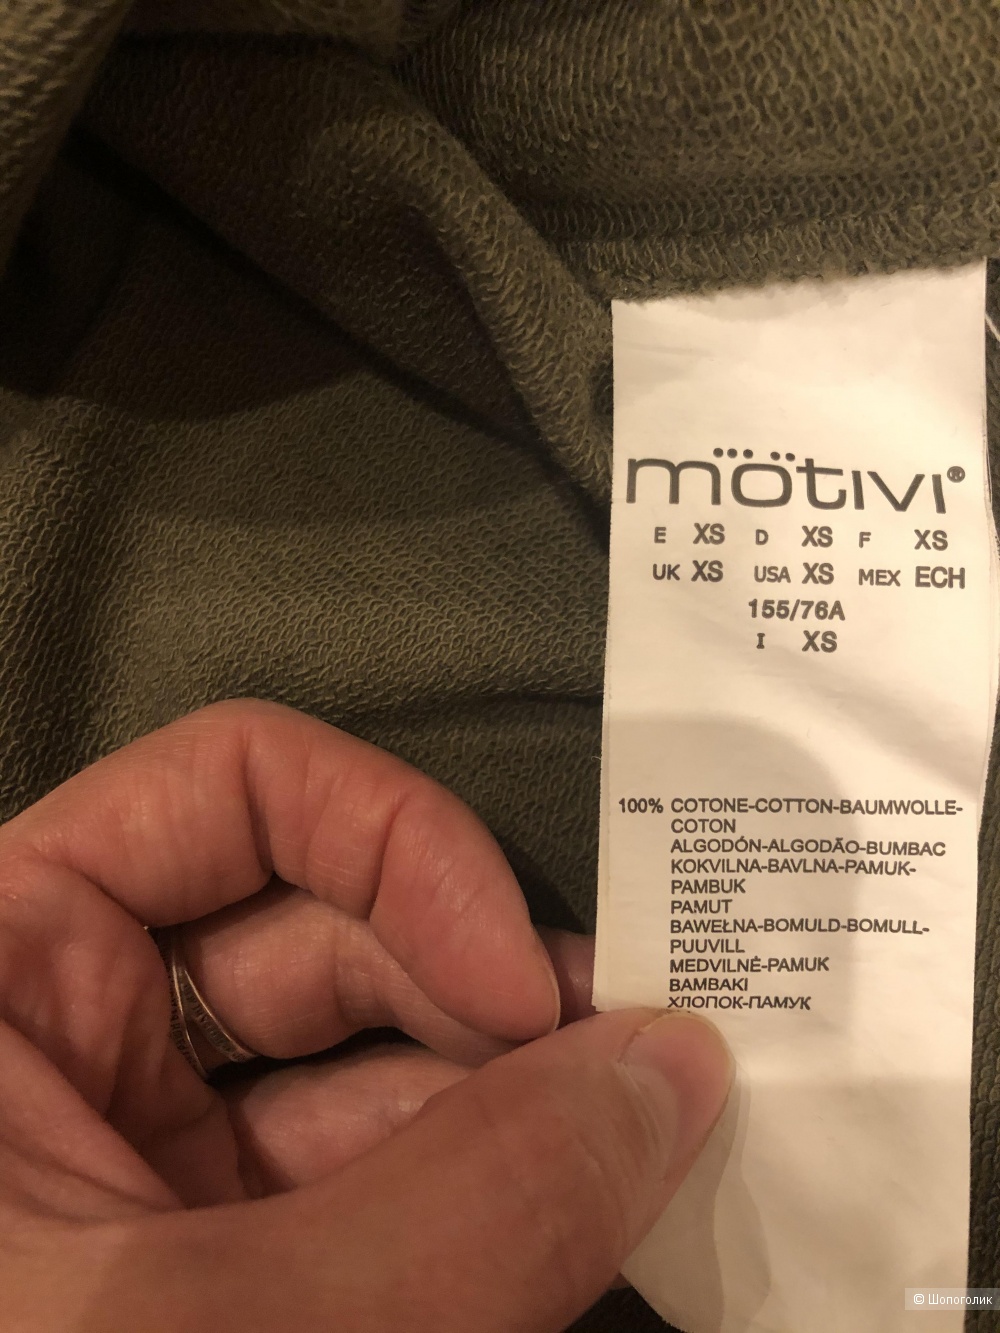 mötivi®
E XS D XS F XS
UK XS USA XS MEX ECH
155/76A
I XS
100% COTONE-COTTON-BAUMWOLLE-
COTON
ALGODÓN-ALGODÃO-BUMBAC
KOKVILNA-BAVLNA-PAMUK-
PAMBUK
PAMUT
BAWEŁNA-BOMULD-BOMULL-
PUUVILL
MEDVILNĖ-PAMUK
BAMBAKI
ХЛОПОК-ПАМУК
© Шопоголик